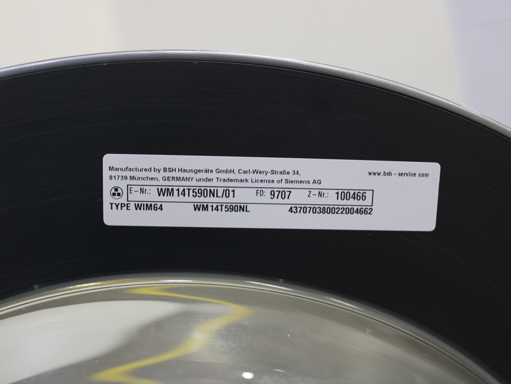 Manufactured by BSH Hausgeräte GmbH, Carl-Wery-Straße 34,
81739 München, GERMANY under Trademark License of Siemens AG
www.bsh-service.com
E-Nr.: WM14T590NL/01 FD: 9707 Z-Nr.: 100466
TYPE WIM64 WM14T590NL 437070380022004662